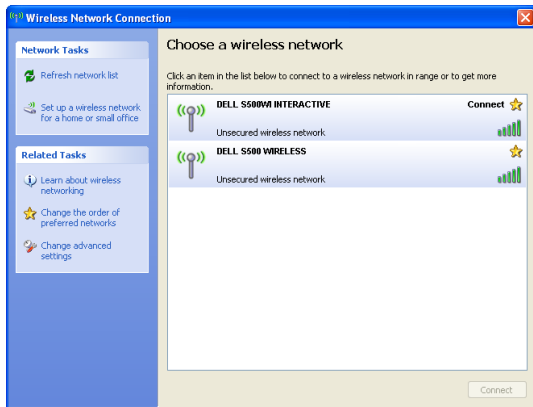 Wireless Network Connection
Network Tasks
Refresh network list
Set up a wireless network
for a home or small office
Related Tasks
Learn about wireless
networking
Change the order of
preferred networks
Change advanced
settings
Choose a wireless network
Click an item in the list below to connect to a wireless network in range or to get more
information.
DELL S500WI INTERACTIVE Connect
Unsecured wireless network
DELL S500 WIRELESS
Unsecured wireless network
Connect